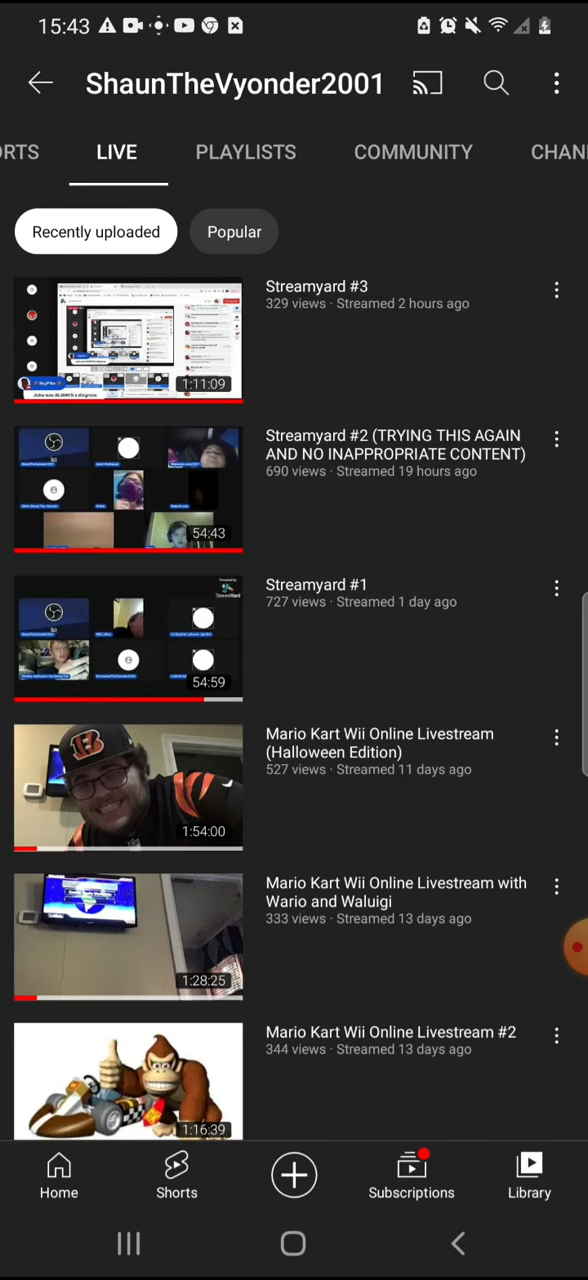 15:43
ShaunTheVyonder2001
ORTS LIVE PLAYLISTS COMMUNITY CHAN
Recently uploaded Popular
Streamyard #3
329 views · Streamed 2 hours ago
1:11:09
Streamyard #2 (TRYING THIS AGAIN
AND NO INAPPROPRIATE CONTENT)
690 views · Streamed 19 hours ago
54:43
Streamyard #1
727 views · Streamed 1 day ago
54:59
Mario Kart Wii Online Livestream
(Halloween Edition)
527 views · Streamed 11 days ago
1:54:00
Mario Kart Wii Online Livestream with
Wario and Waluigi
333 views · Streamed 13 days ago
1:28:25
Mario Kart Wii Online Livestream #2
344 views · Streamed 13 days ago
1:16:39
Home Shorts Subscriptions Library